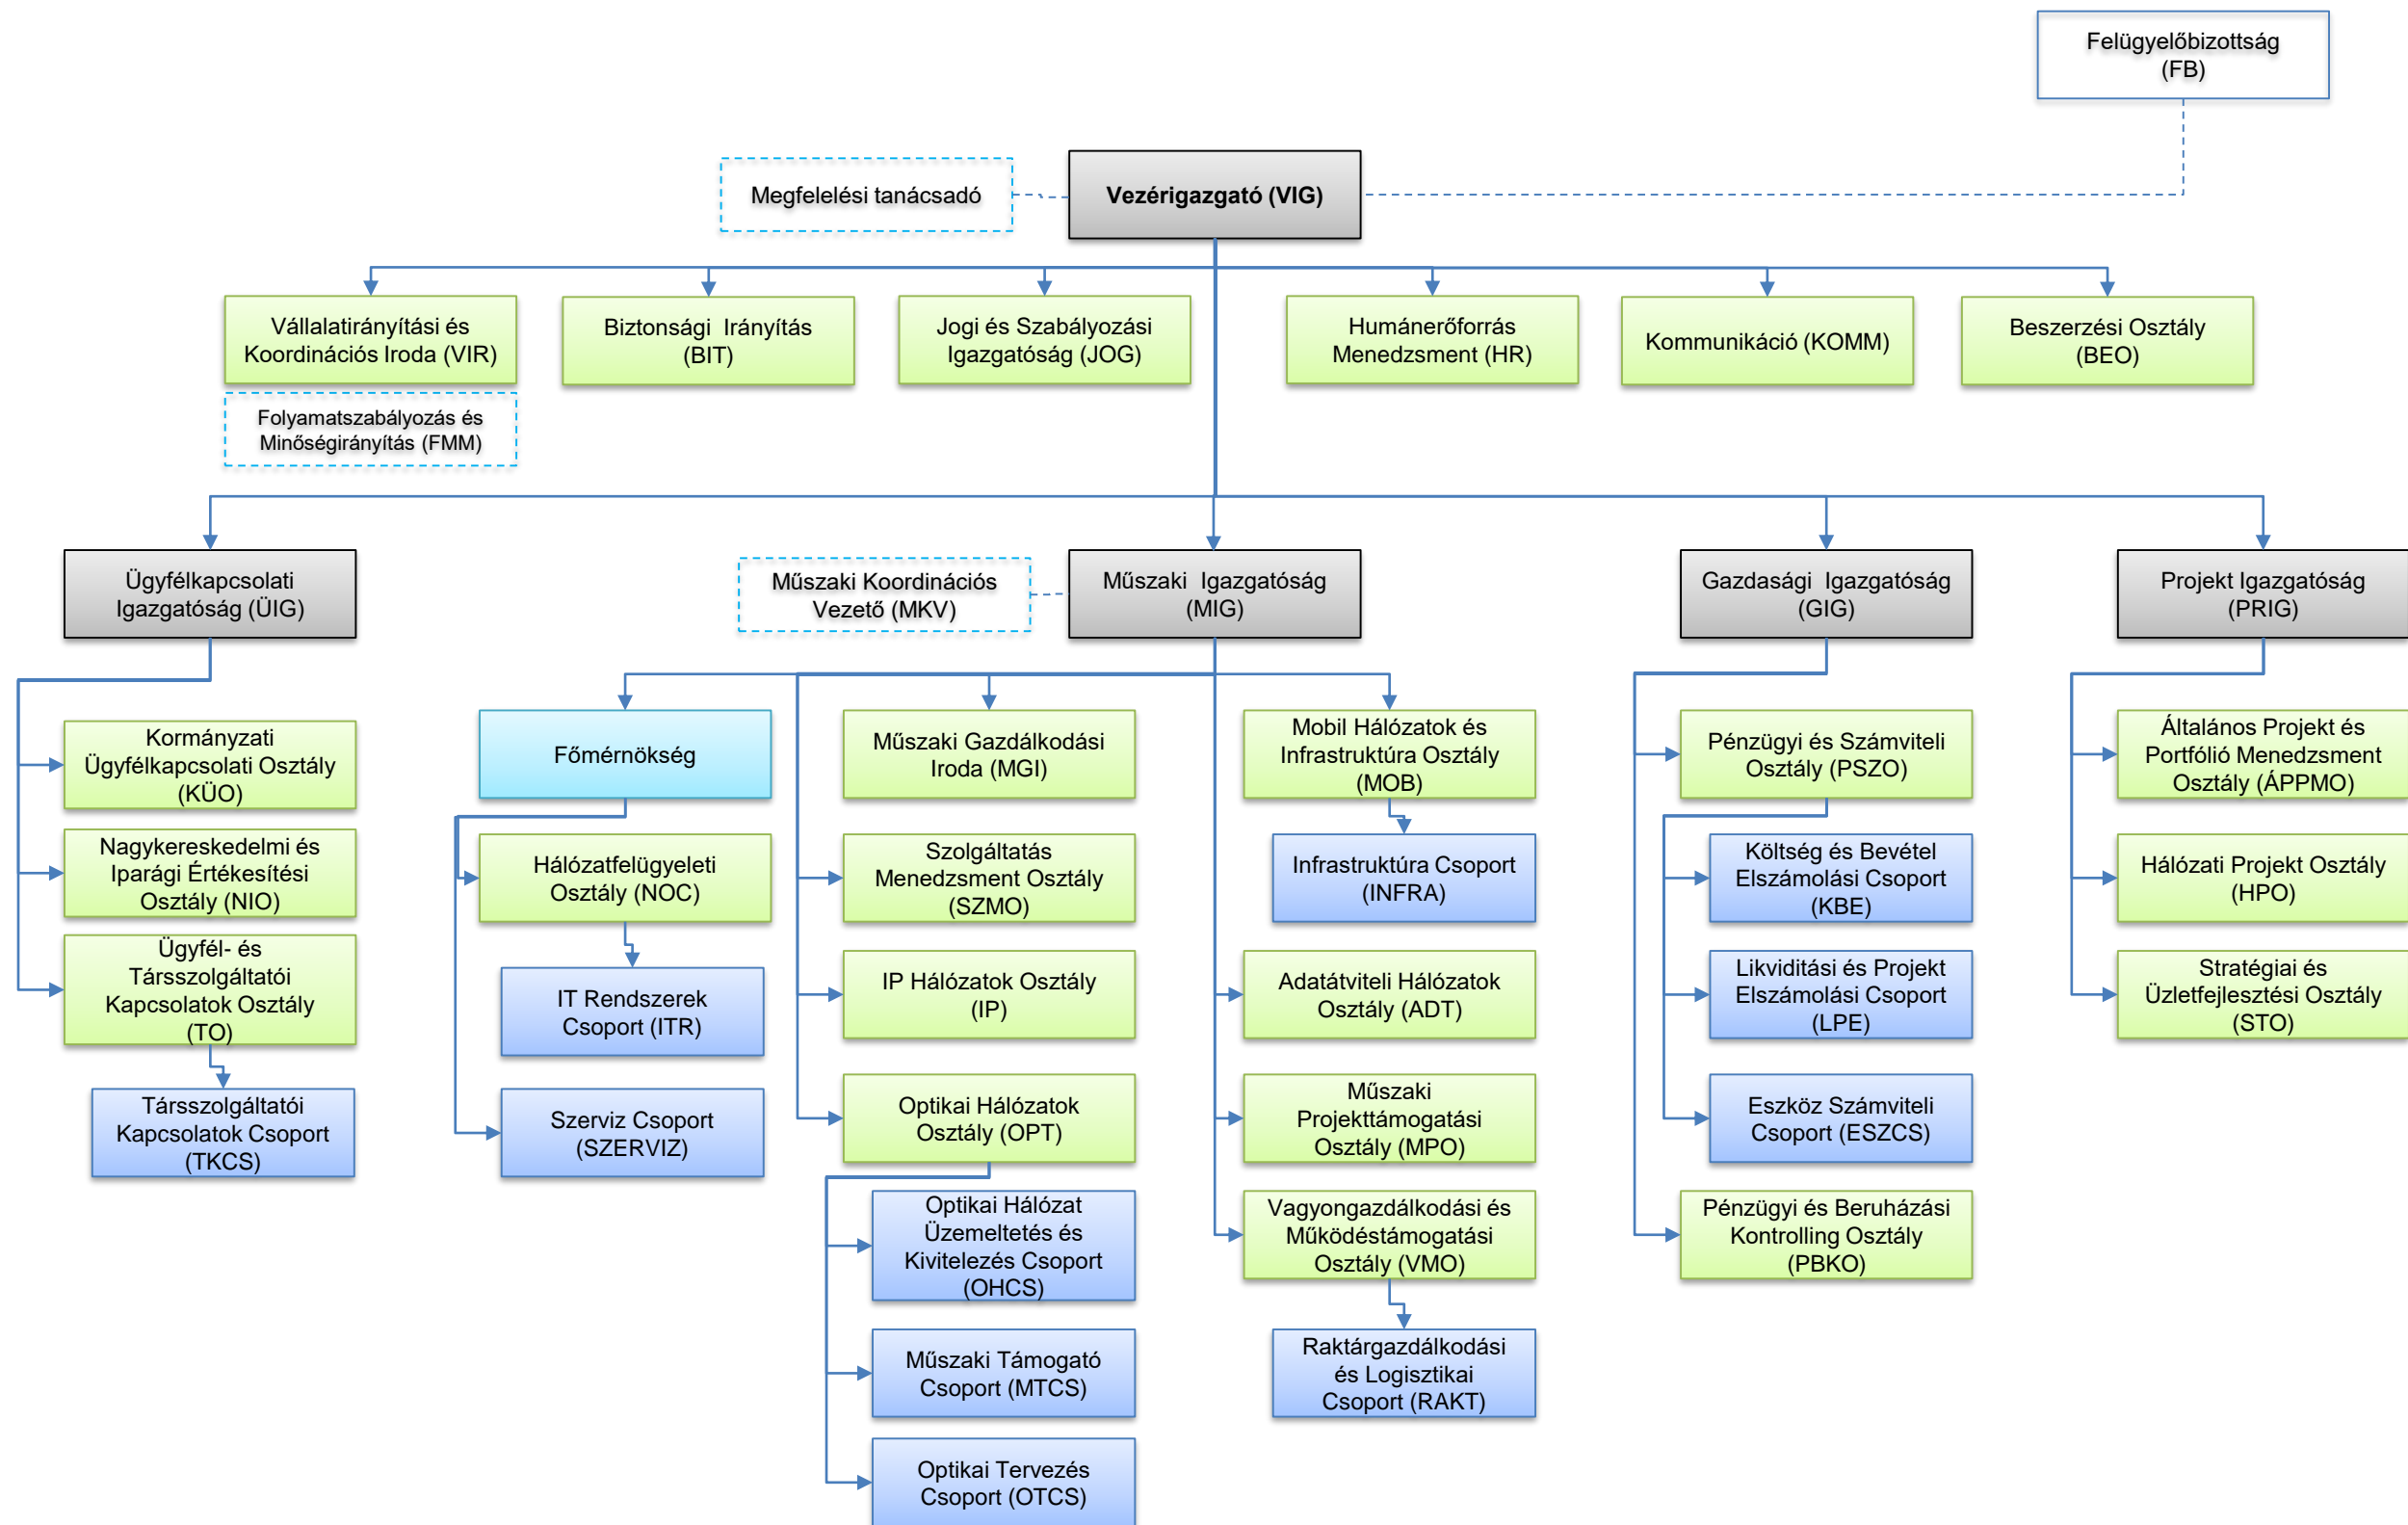 Felügyelőbizottság
(FB)
Megfelelési tanácsadó
Vezérigazgató (VIG)
Vállalatirányítási és
Koordinációs Iroda (VIR)
Biztonsági Irányítás
(BIT)
Jogi és Szabályozási
Igazgatóság (JOG)
Humánerőforrás
Menedzsment (HR)
Kommunikáció (KOMM)
Beszerzési Osztály
(BEO)
Folyamatszabályozás és
Minőségirányítás (FMM)
Ügyfélkapcsolati
Igazgatóság (ÜIG)
Műszaki Koordinációs
Vezető (MKV)
Műszaki Igazgatóság
(MIG)
Gazdasági Igazgatóság
(GIG)
Projekt Igazgatóság
(PRIG)
Kormányzati
Ügyfélkapcsolati Osztály
(KÜO)
Nagykereskedelmi és
Iparági Értékesítési
Osztály (NIO)
Ügyfél- és
Társszolgáltatói
Kapcsolatok Osztály
(TO)
Társszolgáltatói
Kapcsolatok Csoport
(TKCS)
Főmérnökség
Hálózatfelügyeleti
Osztály (NOC)
IT Rendszerek
Csoport (ITR)
Szerviz Csoport
(SZERVIZ)
Műszaki Gazdálkodási
Iroda (MGI)
Szolgáltatás
Menedzsment Osztály
(SZMO)
IP Hálózatok Osztály
(IP)
Optikai Hálózatok
Osztály (OPT)
Optikai Hálózat
Üzemeltetés és
Kivitelezés Csoport
(OHCS)
Műszaki Támogató
Csoport (MTCS)
Optikai Tervezés
Csoport (OTCS)
Mobil Hálózatok és
Infrastruktúra Osztály
(MOB)
Infrastruktúra Csoport
(INFRA)
Adatátviteli Hálózatok
Osztály (ADT)
Műszaki
Projekttámogatási
Osztály (MPO)
Vagyongazdálkodási és
Működéstámogatási
Osztály (VMO)
Raktárgazdálkodási
és Logisztikai
Csoport (RAKT)
Pénzügyi és Számviteli
Osztály (PSZO)
Költség és Bevétel
Elszámolási Csoport
(KBE)
Likviditási és Projekt
Elszámolási Csoport
(LPE)
Eszköz Számviteli
Csoport (ESZCS)
Pénzügyi és Beruházási
Kontrolling Osztály
(PBKO)
Általános Projekt és
Portfólió Menedzsment
Osztály (ÁPPMO)
Hálózati Projekt Osztály
(HPO)
Stratégiai és
Üzletfejlesztési Osztály
(STO)